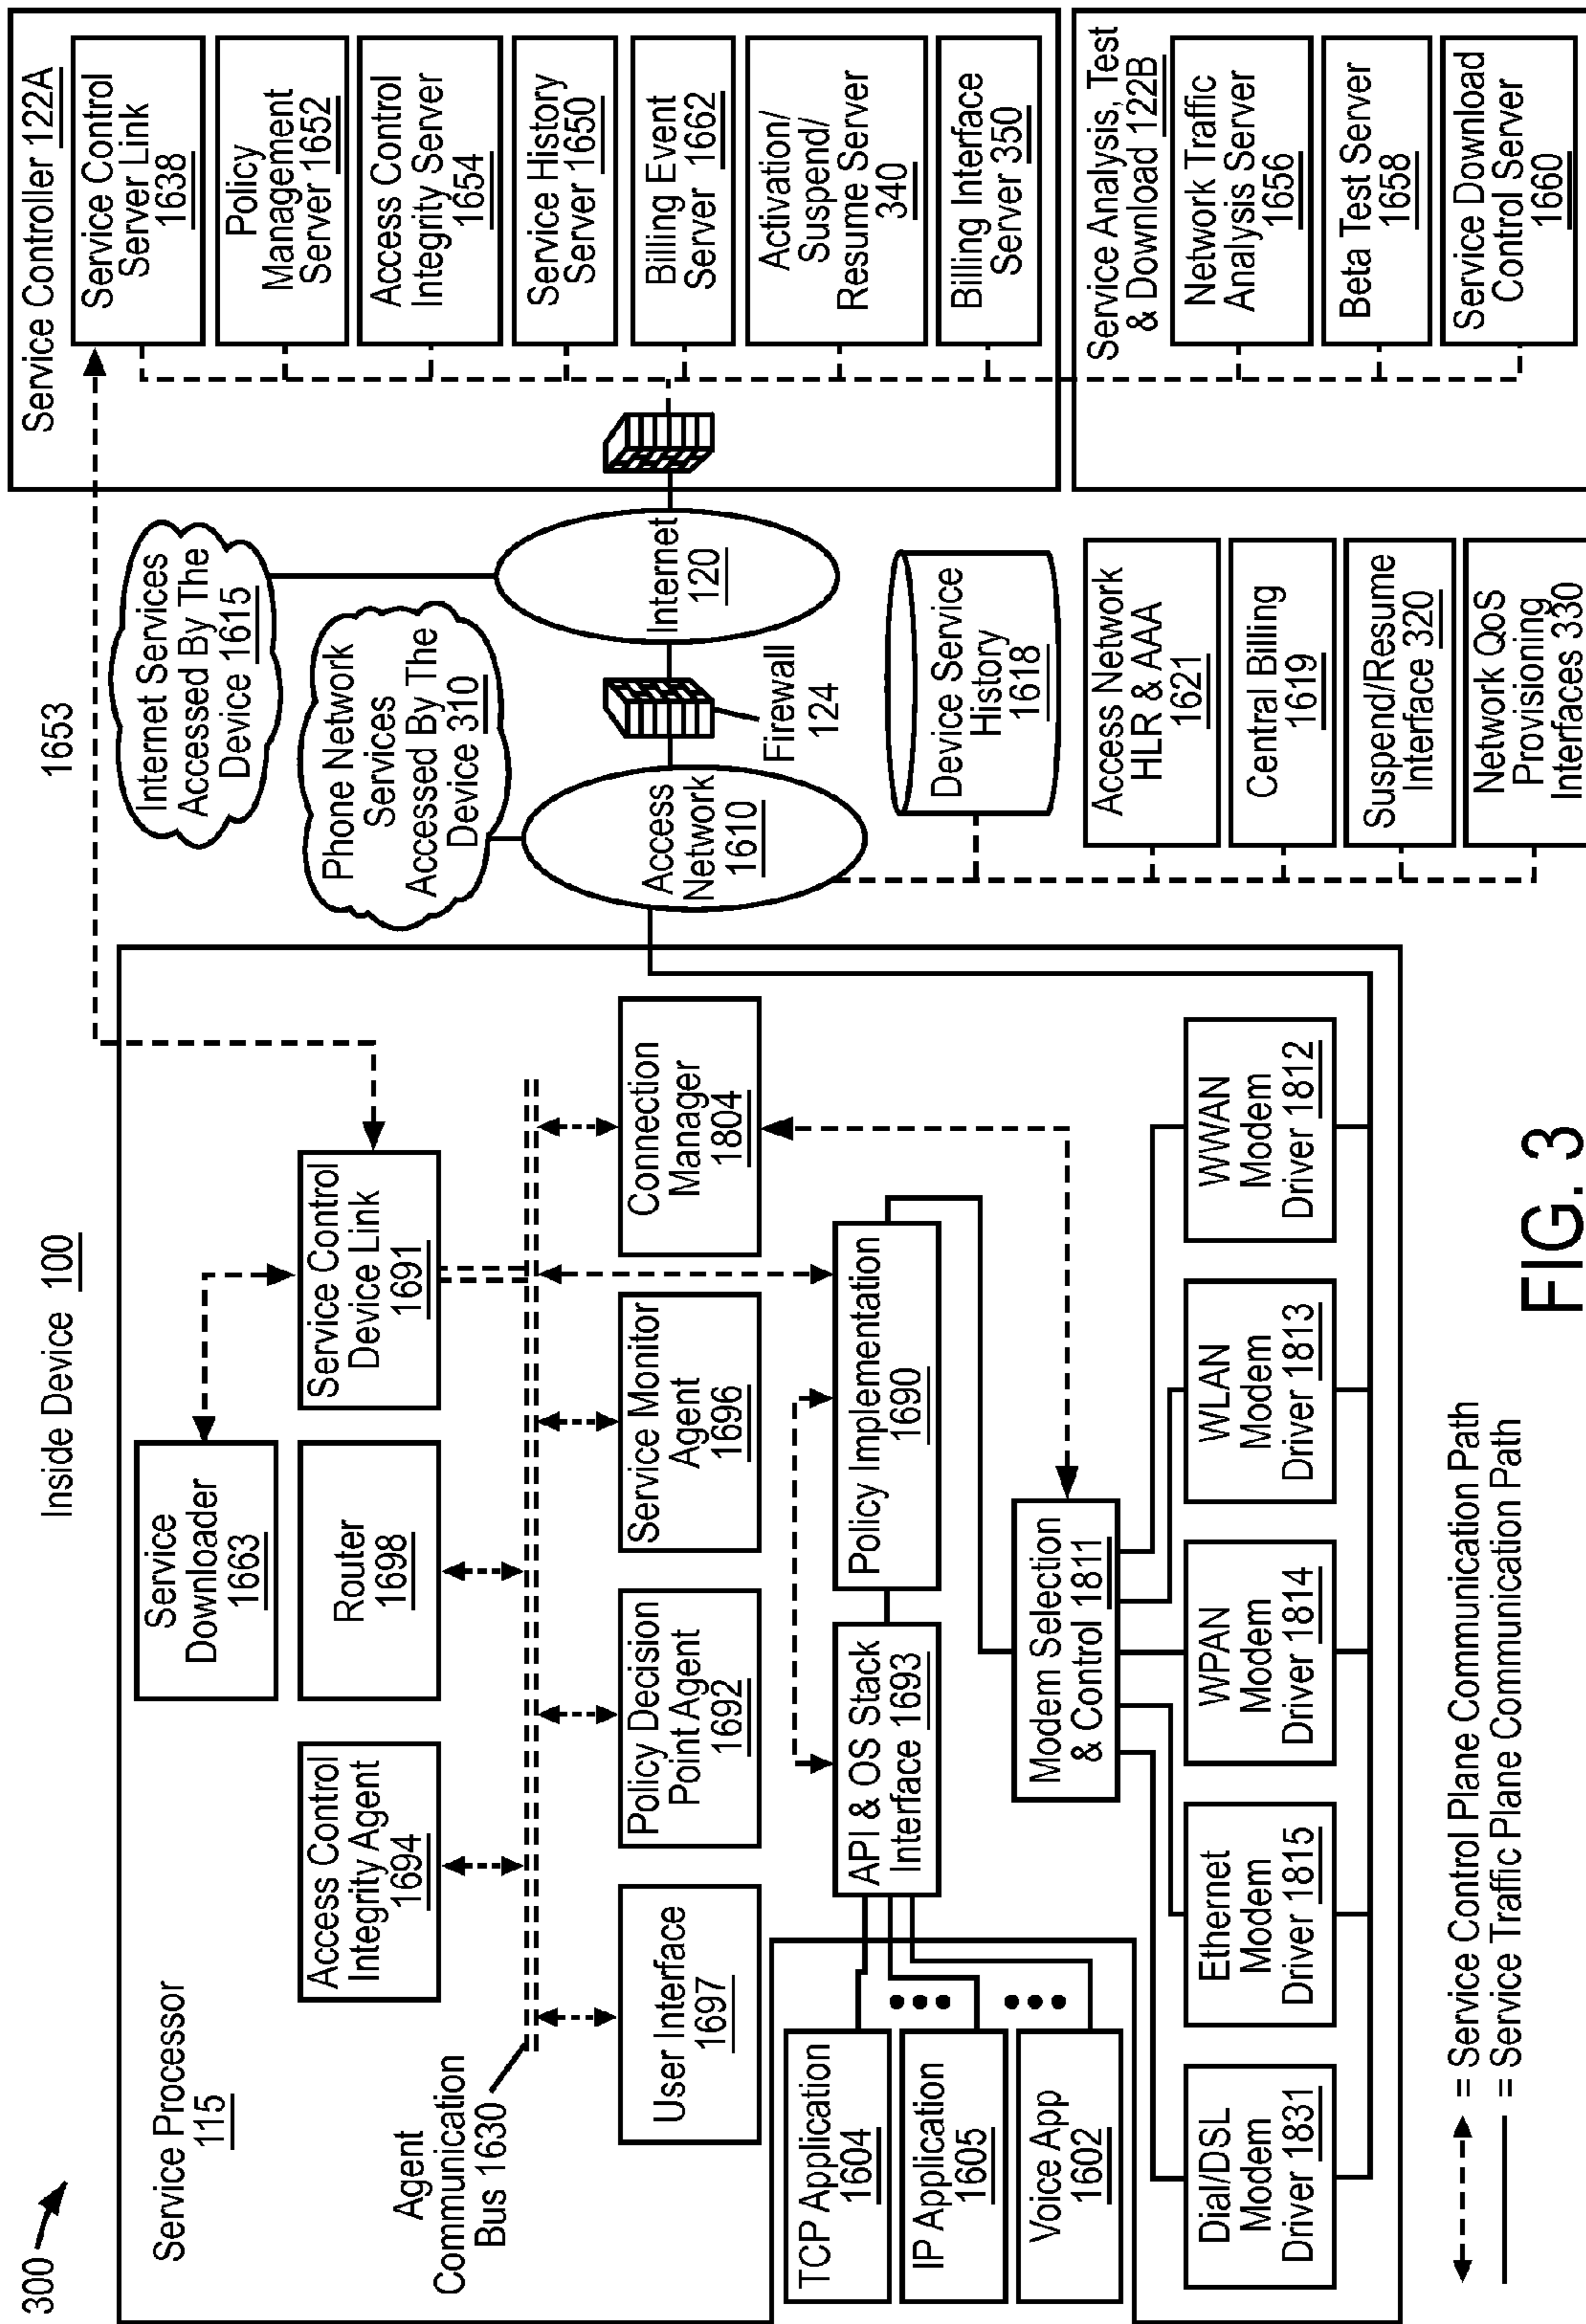 300
Inside Device 100
Service Processor
115
Service
Downloader
1663
Access Control
Integrity Agent
1694
Router
1698
Service Control
Device Link
1691
1653
Agent
Communication
Bus 1630
User Interface
1697
Policy Decision
Point Agent
1692
Service Monitor
Agent
1696
Connection
Manager
1804
TCP Application
1604
IP Application
1605
Voice App
1602
API & OS Stack
Interface 1693
Policy Implementation
1690
Modem Selection
& Control 1811
Dial/DSL
Modem
Driver 1831
Ethernet
Modem
Driver 1815
WPAN
Modem
Driver 1814
WLAN
Modem
Driver 1813
WWAN
Modem
Driver 1812
Internet Services
Accessed By The
Device 1615
Phone Network
Services
Accessed By The
Device 310
Access
Network
1610
Firewall
124
Internet
120
Device Service
History
1618
Access Network
HLR & AAA
1621
Central Billing
1619
Suspend/Resume
Interface 320
Network QoS
Provisioning
Interfaces 330
Service Controller 122A
Service Control
Server Link
1638
Policy
Management
Server 1652
Access Control
Integrity Server
1654
Service History
Server 1650
Billing Event
Server 1662
Activation/
Suspend/
Resume Server
340
Billing Interface
Server 350
Service Analysis, Test
& Download 122B
Network Traffic
Analysis Server
1656
Beta Test Server
1658
Service Download
Control Server
1660
= Service Control Plane Communication Path
= Service Traffic Plane Communication Path
FIG. 3